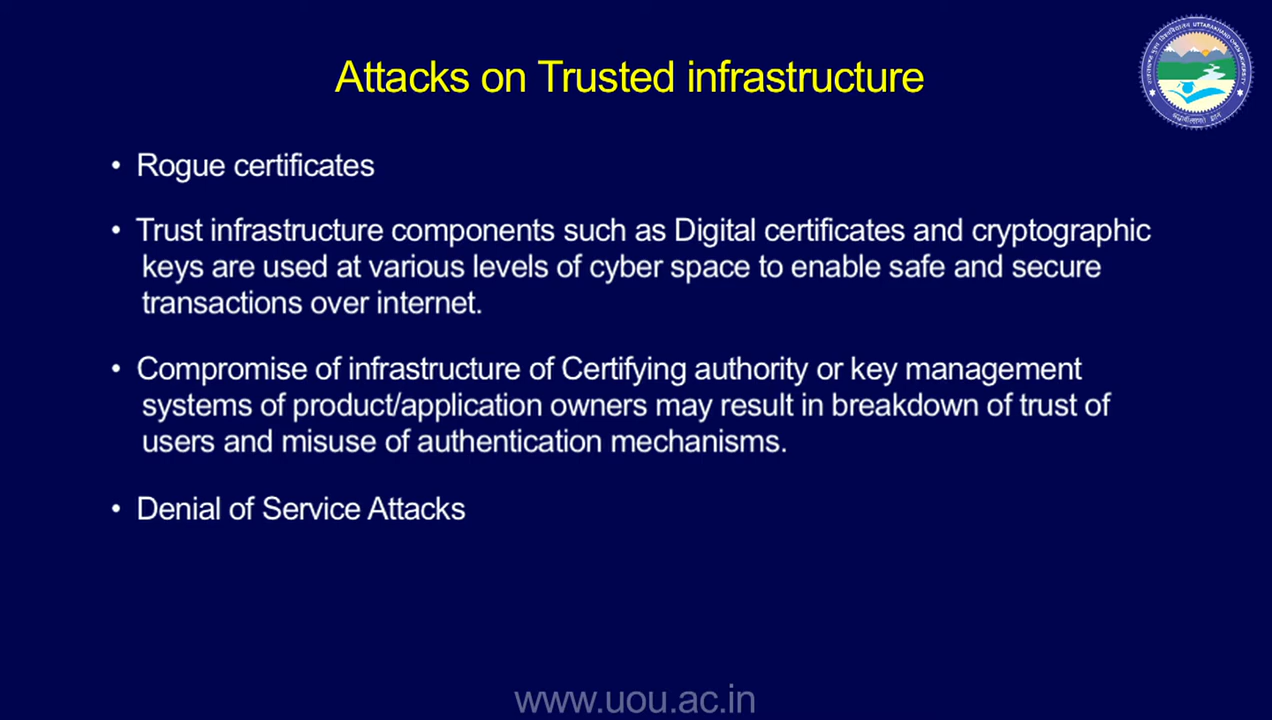 Attacks on Trusted infrastructure
UTTARAKHAND OPEN UNIVERSITY
• Rogue certificates
• Trust infrastructure components such as Digital certificates and cryptographic
keys are used at various levels of cyber space to enable safe and secure
transactions over internet.
• Compromise of infrastructure of Certifying authority or key management
systems of product/application owners may result in breakdown of trust of
users and misuse of authentication mechanisms.
• Denial of Service Attacks
www.uou.ac.in